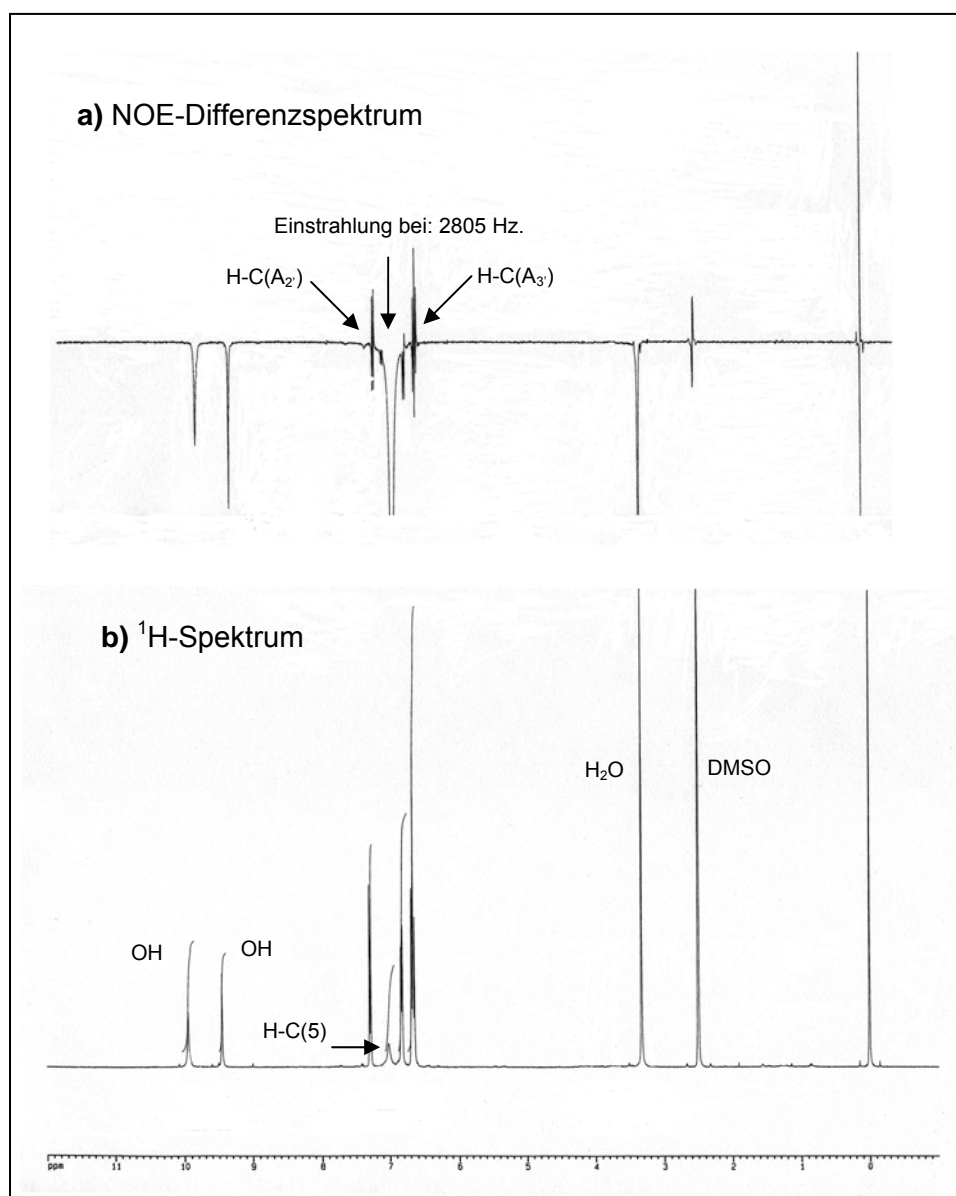 a) NOE-Differenzspektrum
Einstrahlung bei: 2805 Hz.
H-C(A2')
H-C(A3')
b) ¹H-Spektrum
H₂O
DMSO
OH
OH
H-C(5)
ppm 11 10 9 8 7 6 5 4 3 2 1 0